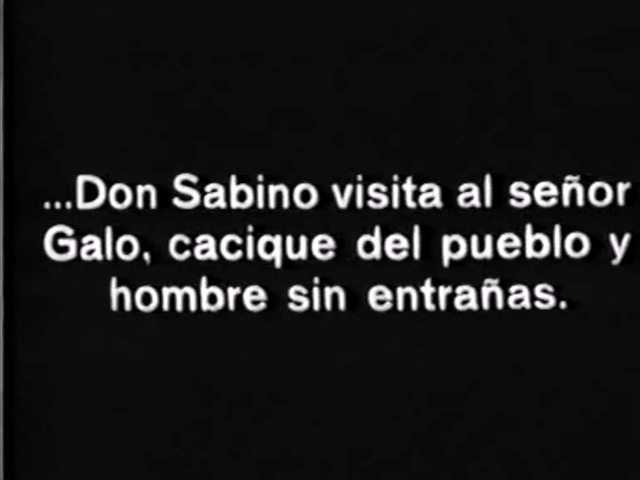 ...Don Sabino visita al señor
Galo, cacique del pueblo y
hombre sin entrañas.